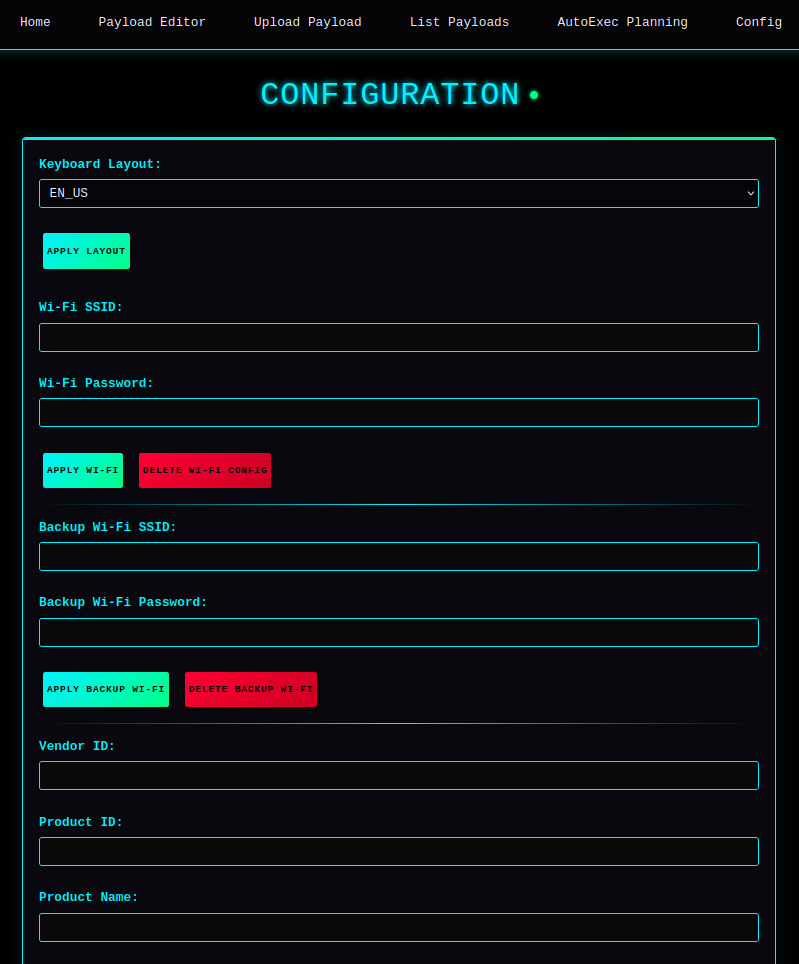 Home Payload Editor Upload Payload List Payloads AutoExec Planning Config
CONFIGURATION
Keyboard Layout:
EN_US
APPLY LAYOUT
Wi-Fi SSID:
Wi-Fi Password:
APPLY WI-FI DELETE WI-FI CONFIG
Backup Wi-Fi SSID:
Backup Wi-Fi Password:
APPLY BACKUP WI-FI DELETE BACKUP WI-FI
Vendor ID:
Product ID:
Product Name: